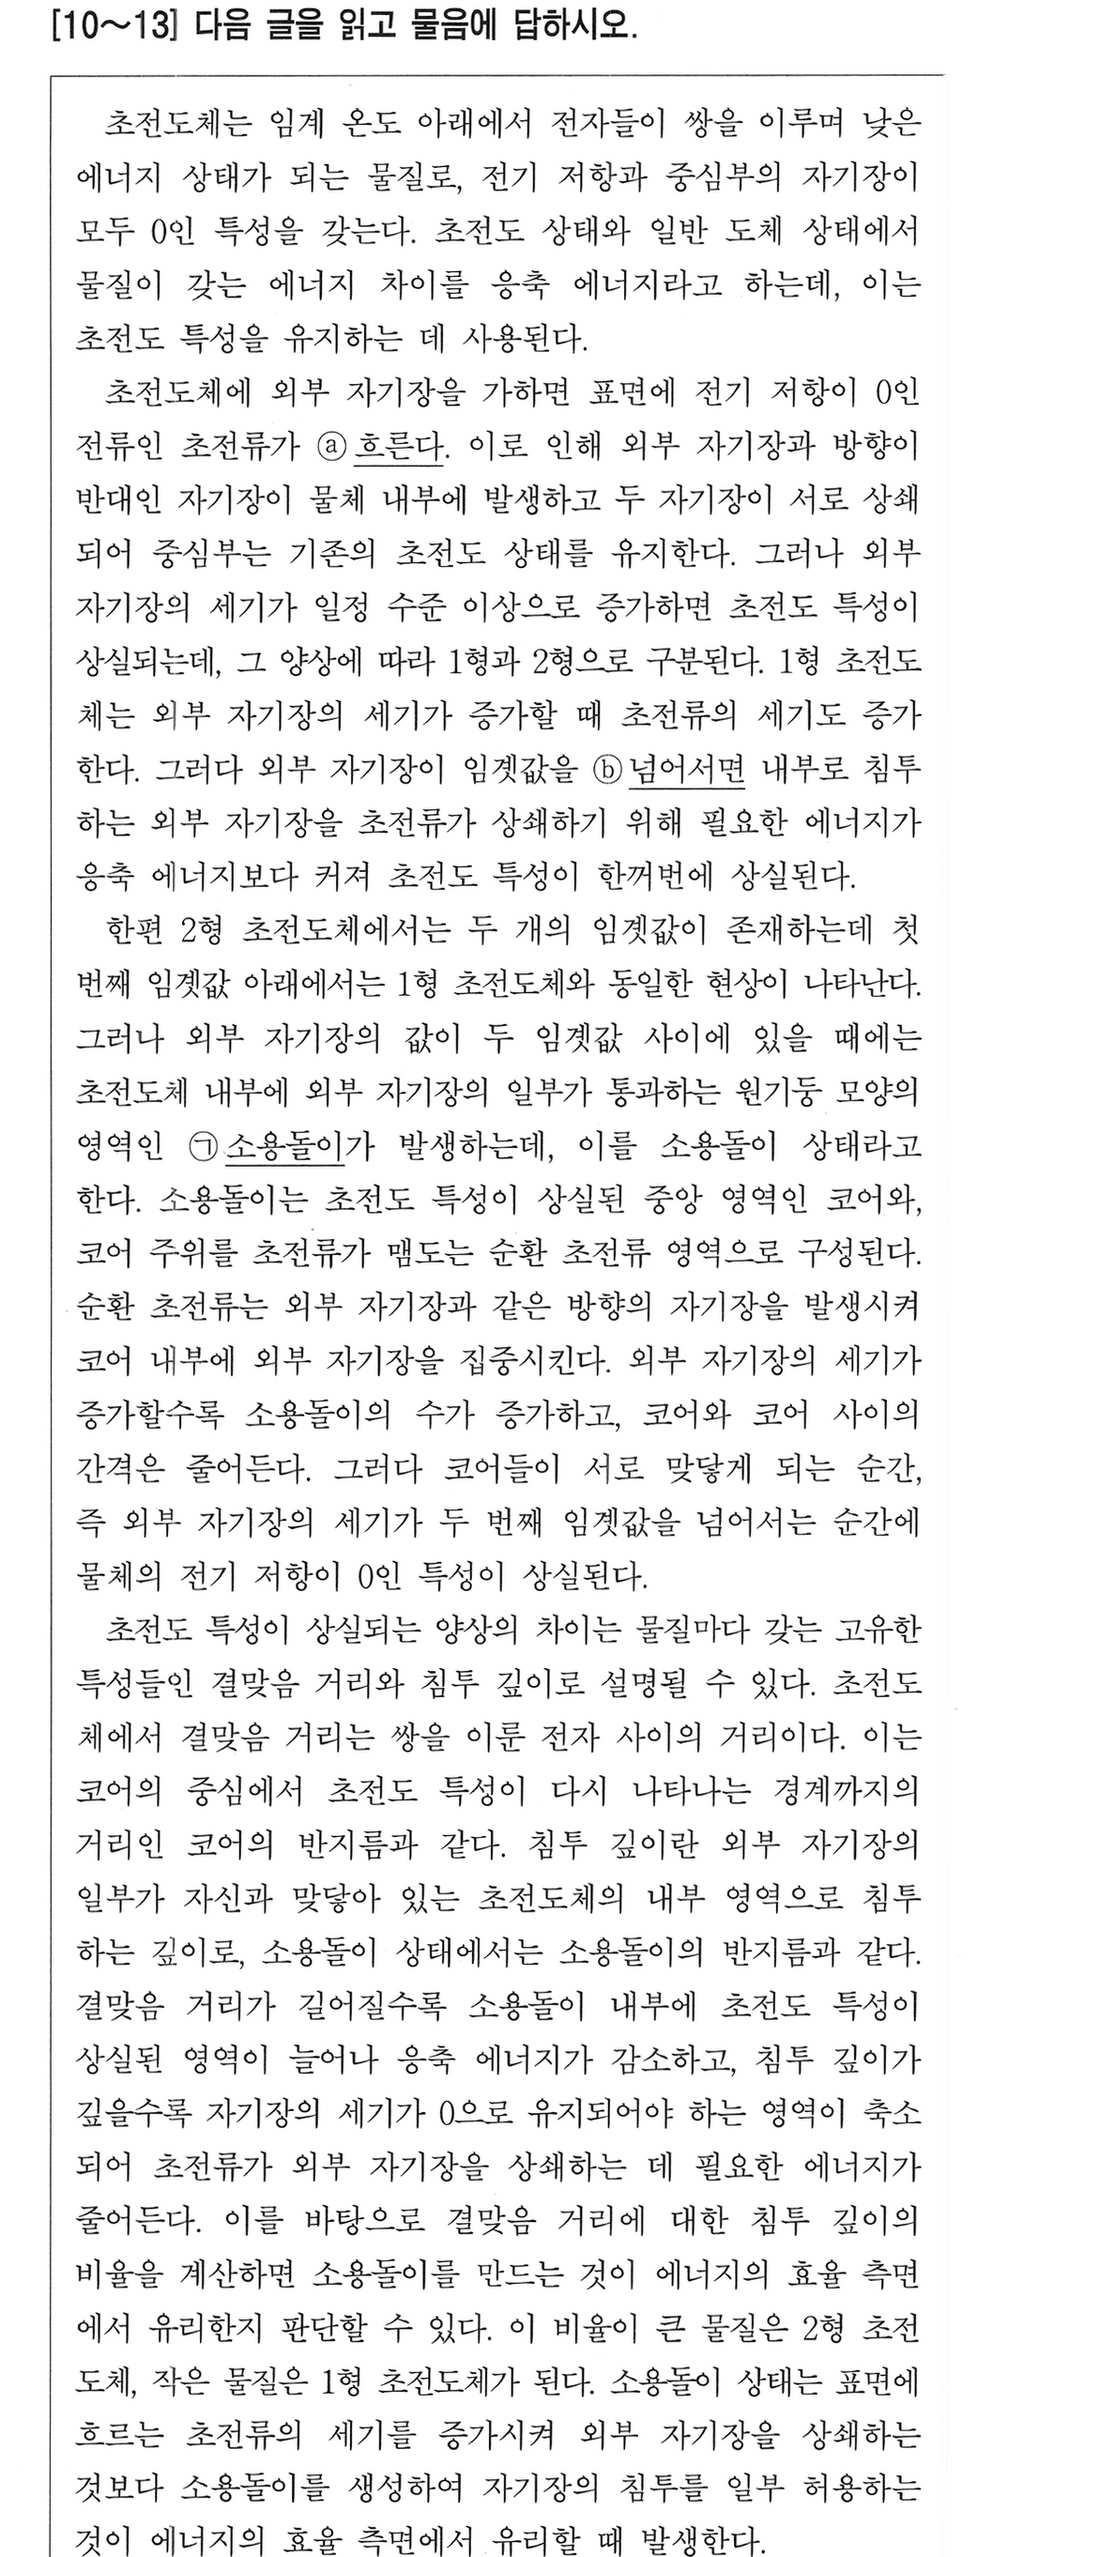 [10～13] 다음 글을 읽고 물음에 답하시오.
초전도체는 임계 온도 아래에서 전자들이 쌍을 이루며 낮은
에너지 상태가 되는 물질로, 전기 저항과 중심부의 자기장이
모두 0인 특성을 갖는다. 초전도 상태와 일반 도체 상태에서
물질이 갖는 에너지 차이를 응축 에너지라고 하는데, 이는
초전도 특성을 유지하는 데 사용된다.
초전도체에 외부 자기장을 가하면 표면에 전기 저항이 0인
전류인 초전류가 ⓐ흐른다. 이로 인해 외부 자기장과 방향이
반대인 자기장이 물체 내부에 발생하고 두 자기장이 서로 상쇄
되어 중심부는 기존의 초전도 상태를 유지한다. 그러나 외부
자기장의 세기가 일정 수준 이상으로 증가하면 초전도 특성이
상실되는데, 그 양상에 따라 1형과 2형으로 구분된다. 1형 초전도
체는 외부 자기장의 세기가 증가할 때 초전류의 세기도 증가
한다. 그러다 외부 자기장이 임곗값을 ⓑ넘어서면 내부로 침투
하는 외부 자기장을 초전류가 상쇄하기 위해 필요한 에너지가
응축 에너지보다 커져 초전도 특성이 한꺼번에 상실된다.
한편 2형 초전도체에서는 두 개의 임곗값이 존재하는데 첫
번째 임곗값 아래에서는 1형 초전도체와 동일한 현상이 나타난다.
그러나 외부 자기장의 값이 두 임곗값 사이에 있을 때에는
초전도체 내부에 외부 자기장의 일부가 통과하는 원기둥 모양의
영역인 ㉠소용돌이가 발생하는데, 이를 소용돌이 상태라고
한다. 소용돌이는 초전도 특성이 상실된 중앙 영역인 코어와,
코어 주위를 초전류가 맴도는 순환 초전류 영역으로 구성된다.
순환 초전류는 외부 자기장과 같은 방향의 자기장을 발생시켜
코어 내부에 외부 자기장을 집중시킨다. 외부 자기장의 세기가
증가할수록 소용돌이의 수가 증가하고, 코어와 코어 사이의
간격은 줄어든다. 그러다 코어들이 서로 맞닿게 되는 순간,
즉 외부 자기장의 세기가 두 번째 임곗값을 넘어서는 순간에
물체의 전기 저항이 0인 특성이 상실된다.
초전도 특성이 상실되는 양상의 차이는 물질마다 갖는 고유한
특성들인 결맞음 거리와 침투 깊이로 설명될 수 있다. 초전도
체에서 결맞음 거리는 쌍을 이룬 전자 사이의 거리이다. 이는
코어의 중심에서 초전도 특성이 다시 나타나는 경계까지의
거리인 코어의 반지름과 같다. 침투 깊이란 외부 자기장의
일부가 자신과 맞닿아 있는 초전도체의 내부 영역으로 침투
하는 깊이로, 소용돌이 상태에서는 소용돌이의 반지름과 같다.
결맞음 거리가 길어질수록 소용돌이 내부에 초전도 특성이
상실된 영역이 늘어나 응축 에너지가 감소하고, 침투 깊이가
깊을수록 자기장의 세기가 0으로 유지되어야 하는 영역이 축소
되어 초전류가 외부 자기장을 상쇄하는 데 필요한 에너지가
줄어든다. 이를 바탕으로 결맞음 거리에 대한 침투 깊이의
비율을 계산하면 소용돌이를 만드는 것이 에너지의 효율 측면
에서 유리한지 판단할 수 있다. 이 비율이 큰 물질은 2형 초전
도체, 작은 물질은 1형 초전도체가 된다. 소용돌이 상태는 표면에
흐르는 초전류의 세기를 증가시켜 외부 자기장을 상쇄하는
것보다 소용돌이를 생성하여 자기장의 침투를 일부 허용하는
것이 에너지의 효율 측면에서 유리할 때 발생한다.